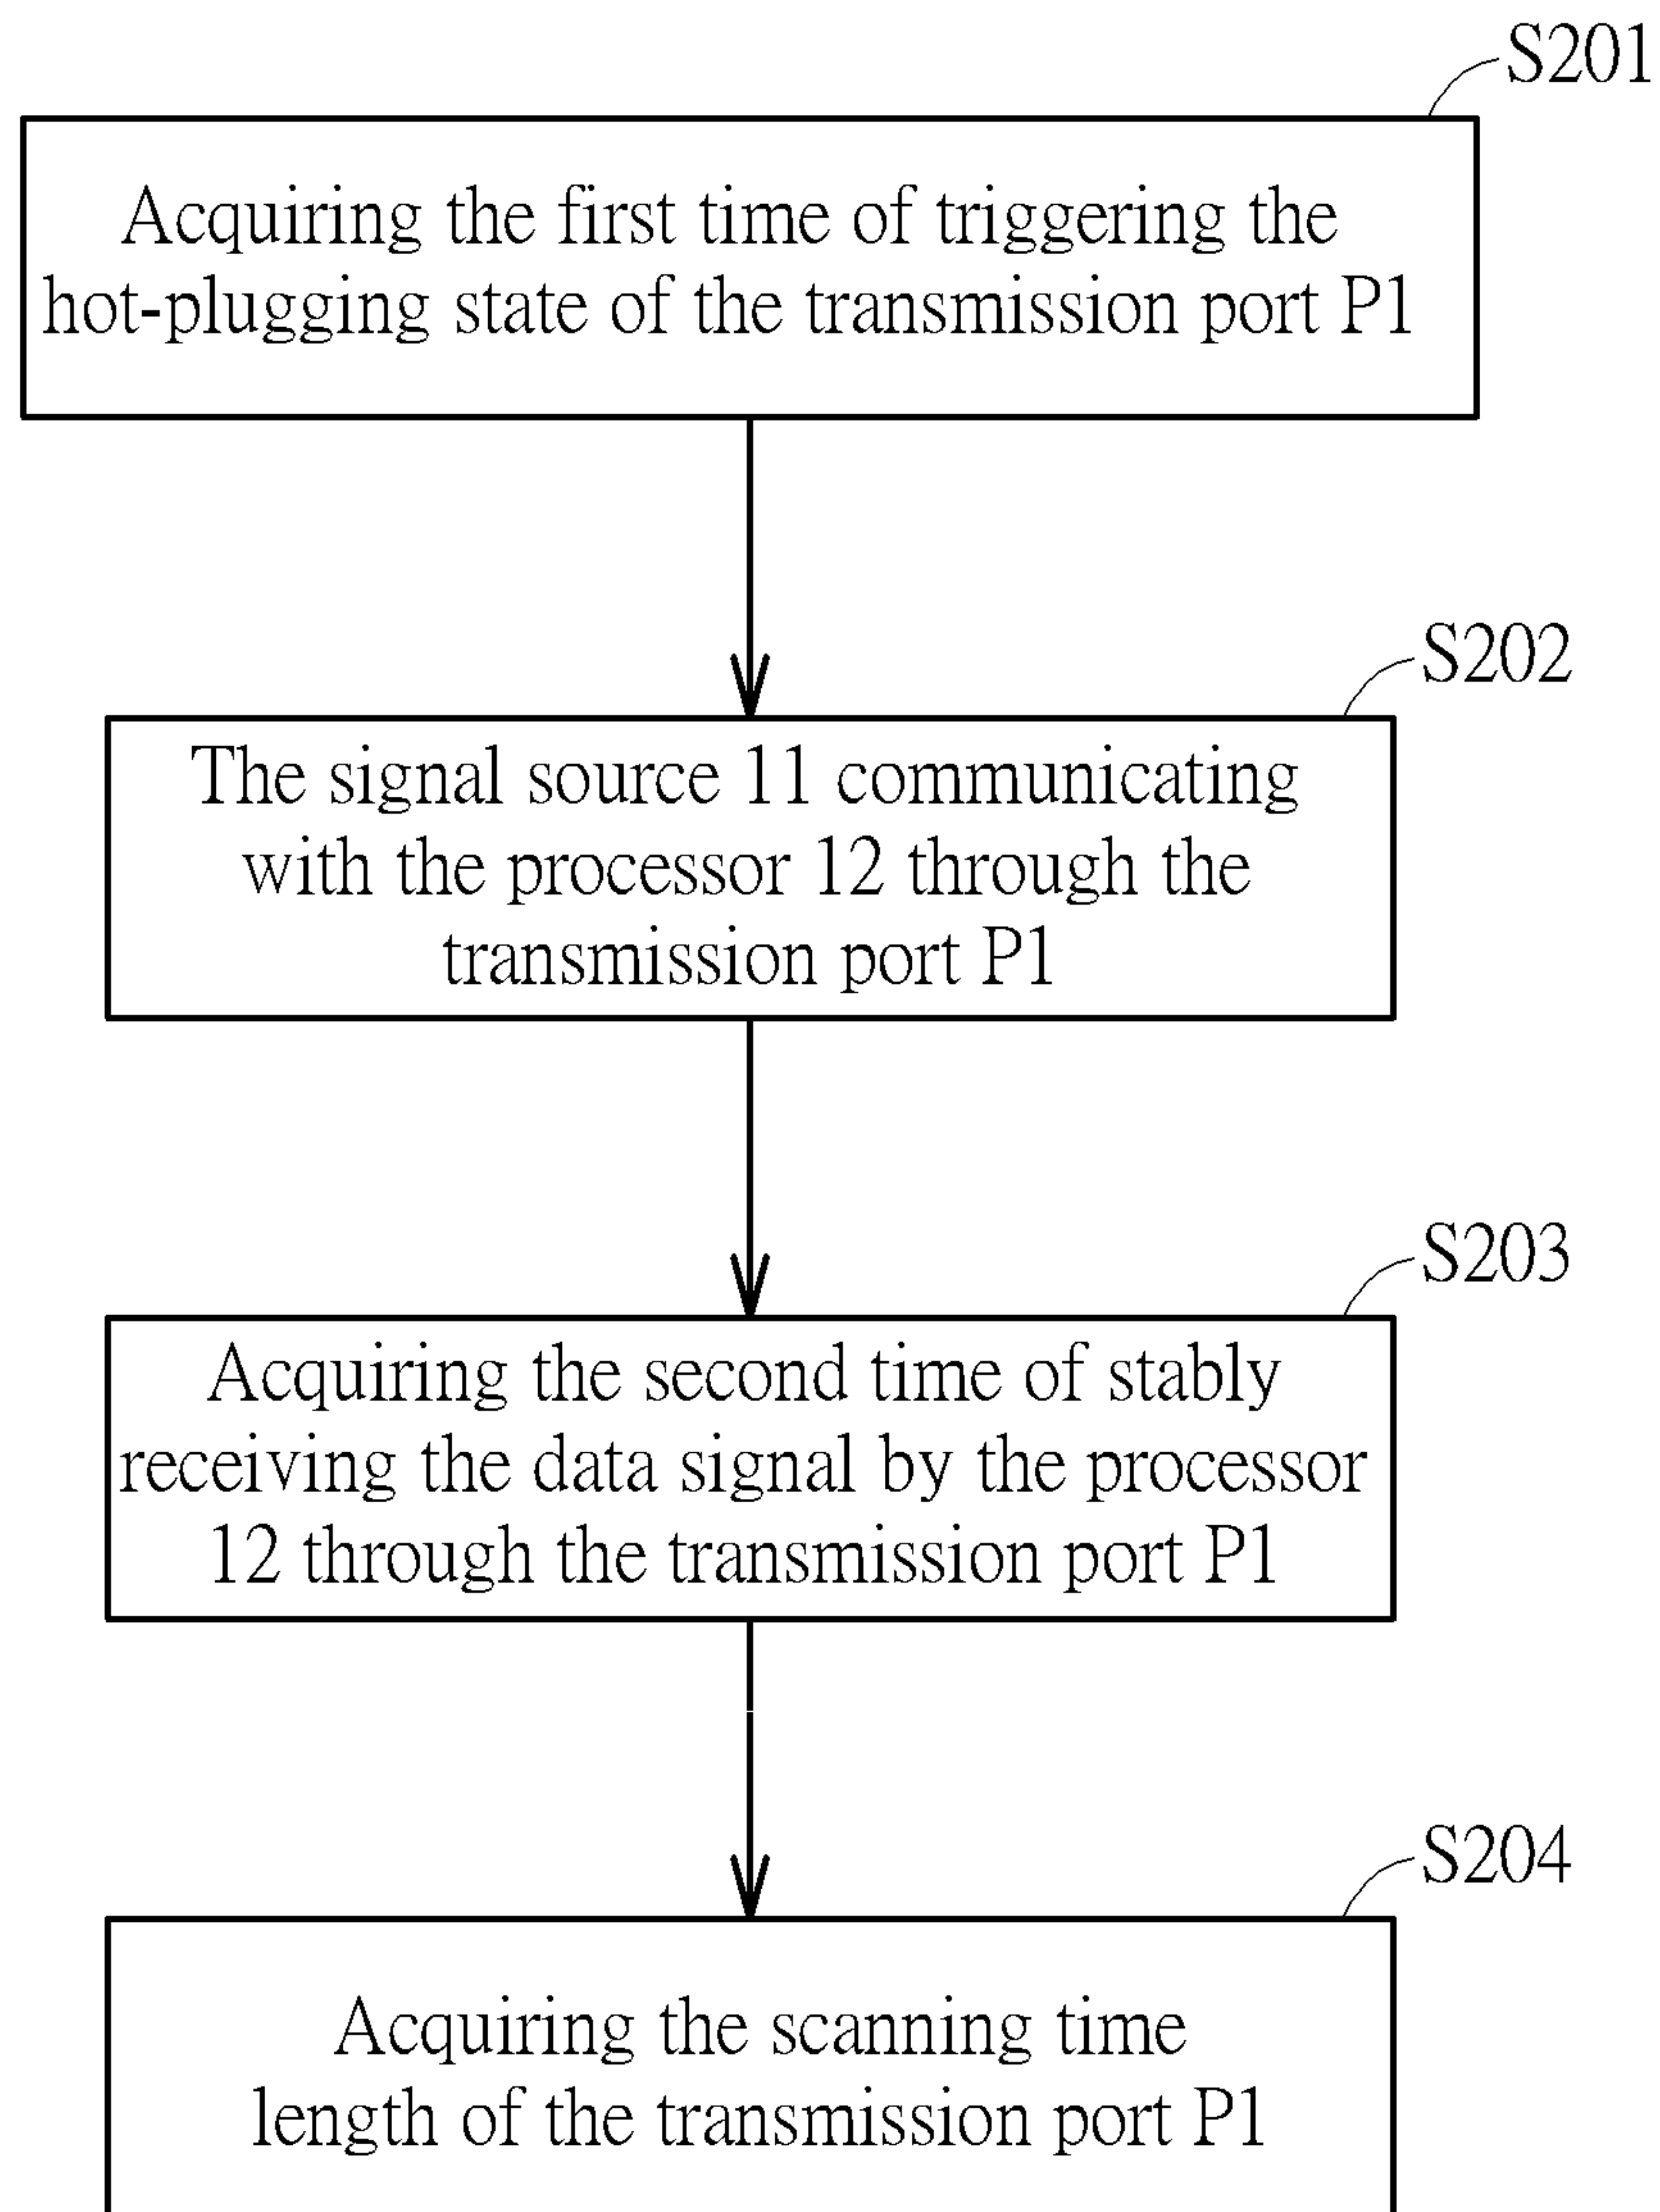 S201
Acquiring the first time of triggering the
hot-plugging state of the transmission port P1
S202
The signal source 11 communicating
with the processor 12 through the
transmission port P1
S203
Acquiring the second time of stably
receiving the data signal by the processor
12 through the transmission port P1
S204
Acquiring the scanning time
length of the transmission port P1